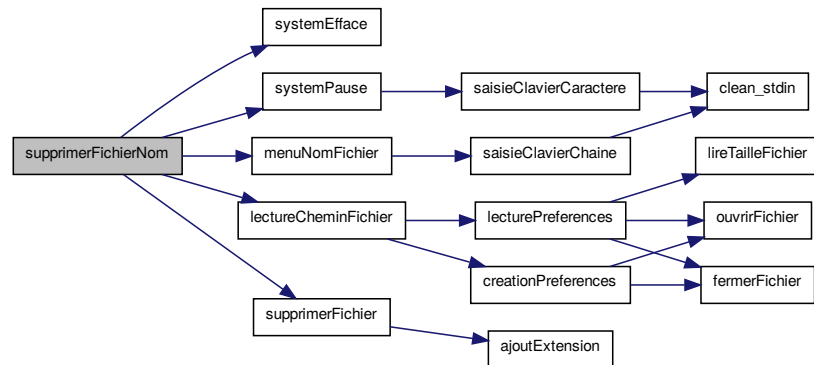 systemEfface
systemPause
saisieClavierCaractere
clean_stdin
supprimerFichierNom
menuNomFichier
saisieClavierChaine
lireTailleFichier
lectureCheminFichier
lecturePreferences
ouvrirFichier
creationPreferences
fermerFichier
supprimerFichier
ajoutExtension